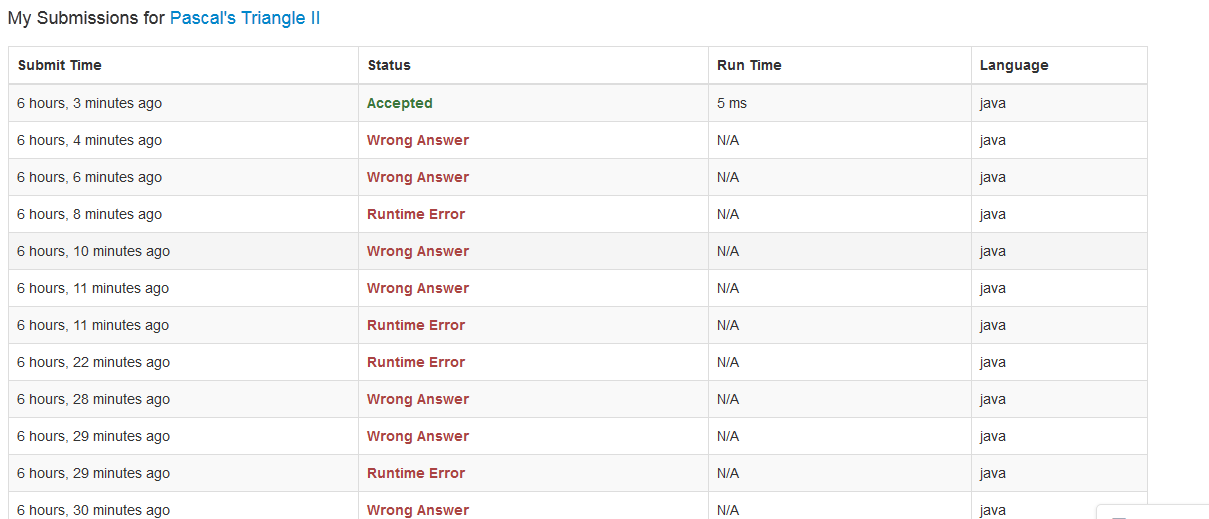 My Submissions for Pascal's Triangle II
Submit Time Status Run Time Language
6 hours, 3 minutes ago Accepted 5 ms java
6 hours, 4 minutes ago Wrong Answer N/A java
6 hours, 6 minutes ago Wrong Answer N/A java
6 hours, 8 minutes ago Runtime Error N/A java
6 hours, 10 minutes ago Wrong Answer N/A java
6 hours, 11 minutes ago Wrong Answer N/A java
6 hours, 11 minutes ago Runtime Error N/A java
6 hours, 22 minutes ago Runtime Error N/A java
6 hours, 28 minutes ago Wrong Answer N/A java
6 hours, 29 minutes ago Wrong Answer N/A java
6 hours, 29 minutes ago Runtime Error N/A java
6 hours, 30 minutes ago Wrong Answer N/A java